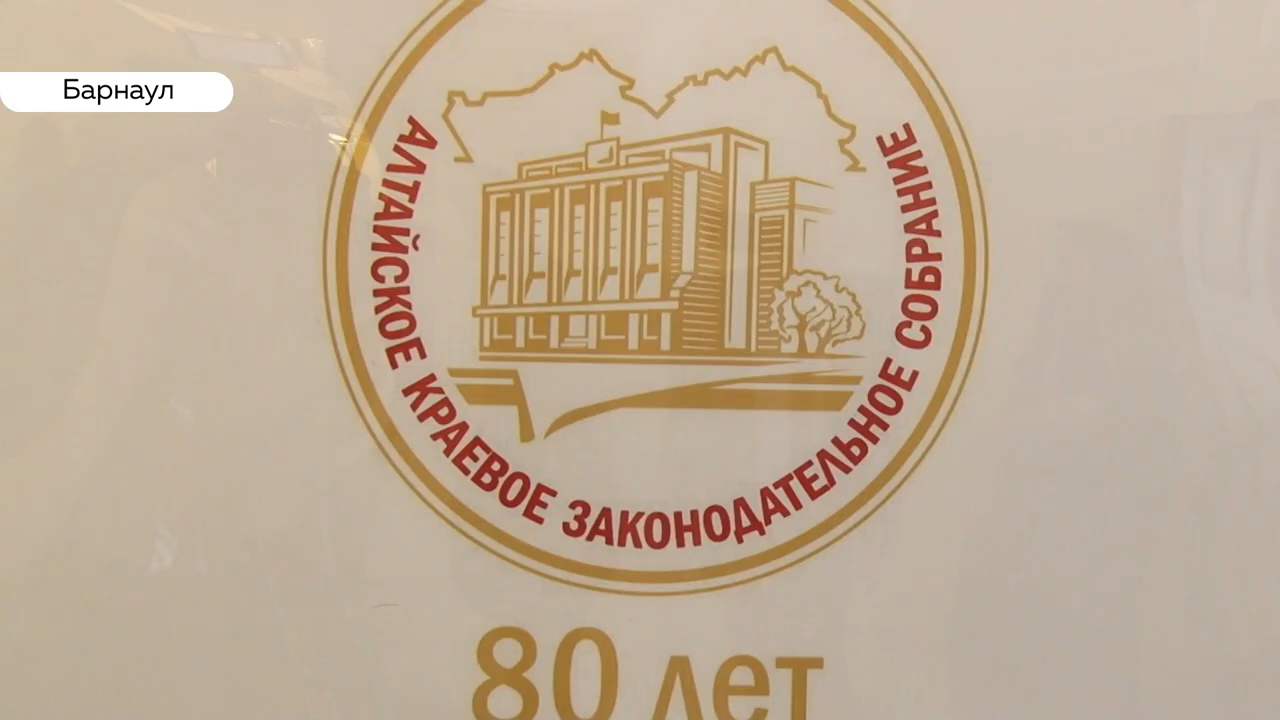 Барнаул
АЛТАЙСКОЕ КРАЕВОЕ ЗАКОНОДАТЕЛЬНОЕ СОБРАНИЕ
80 лет